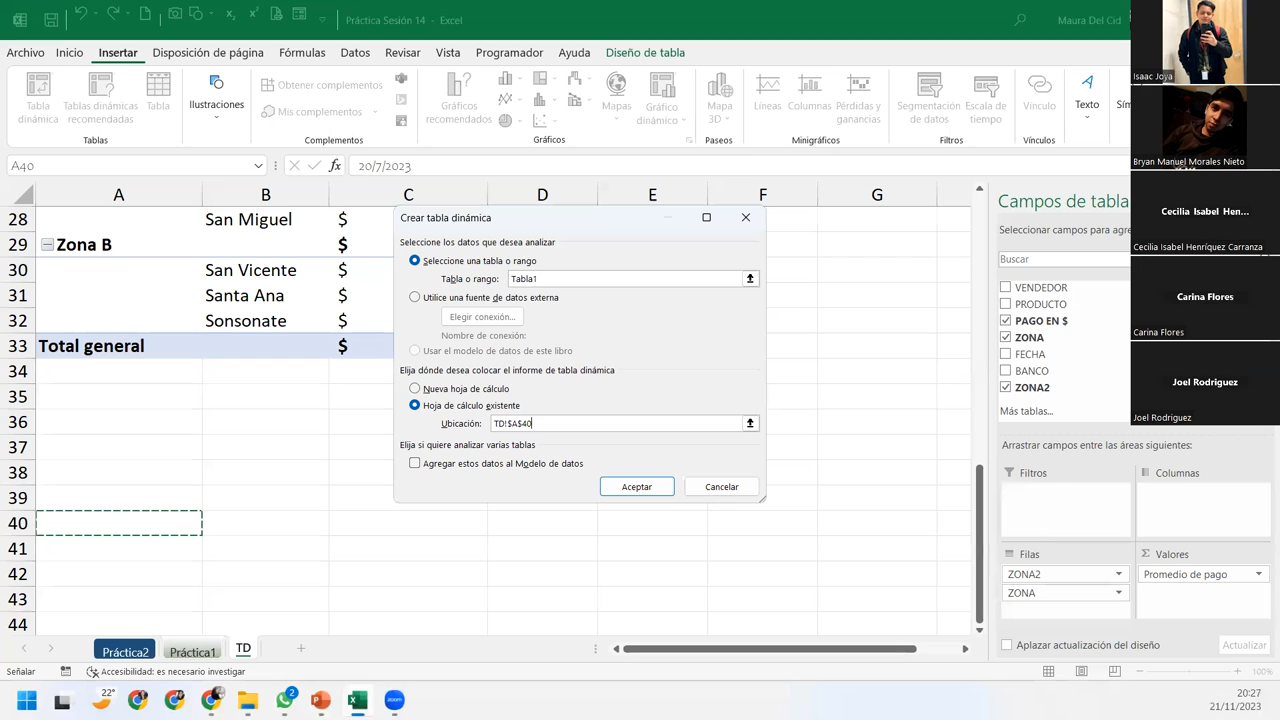 Práctica Sesión 14 - Excel
Maura Del Cid
Archivo
Inicio
Insertar
Disposición de página
Fórmulas
Datos
Revisar
Vista
Programador
Ayuda
Diseño de tabla
Tabla dinámica
Tablas dinámicas recomendadas
Tabla
Ilustraciones
Obtener complementos
Mis complementos
Gráficos recomendados
Mapas
Gráfico dinámico
Mapa 3D
Líneas
Columnas
Pérdidas y ganancias
Segmentación de datos
Escala de tiempo
Vínculo
Texto
Tablas
Complementos
Gráficos
Paseos
Minigráficos
Filtros
Vínculos
A40
fx
20/7/2023
A B C D E F G
28 San Miguel $
29 Zona B $
30 San Vicente $
31 Santa Ana $
32 Sonsonate $
33 Total general $
34
35
36
37
38
39
40
41
42
43
44
Crear tabla dinámica
Seleccione los datos que desea analizar
Seleccione una tabla o rango
Tabla o rango: Tabla1
Utilice una fuente de datos externa
Elegir conexión...
Nombre de conexión:
Usar el modelo de datos de este libro
Elija dónde desea colocar el informe de tabla dinámica
Nueva hoja de cálculo
Hoja de cálculo existente
Ubicación: TD!$A$40
Elija si quiere analizar varias tablas
Agregar estos datos al Modelo de datos
Aceptar
Cancelar
Campos de tabla
Seleccionar campos para agre
Buscar
VENDEDOR
PRODUCTO
PAGO EN $
ZONA
FECHA
BANCO
ZONA2
Más tablas...
Arrastrar campos entre las áreas siguientes:
Filtros
Columnas
Filas
Σ Valores
ZONA2
Promedio de pago
ZONA
Aplazar actualización del diseño
Actualizar
Isaac Joya
Bryan Manuel Morales Nieto
Cecilia Isabel Hen...
Cecilia Isabel Henríquez Carranza
Carina Flores
Carina Flores
Joel Rodriguez
Joel Rodriguez
Práctica2
Práctica1
TD
Señalar
Accesibilidad: es necesario investigar
100%
22°
2
zoom
20:27
21/11/2023